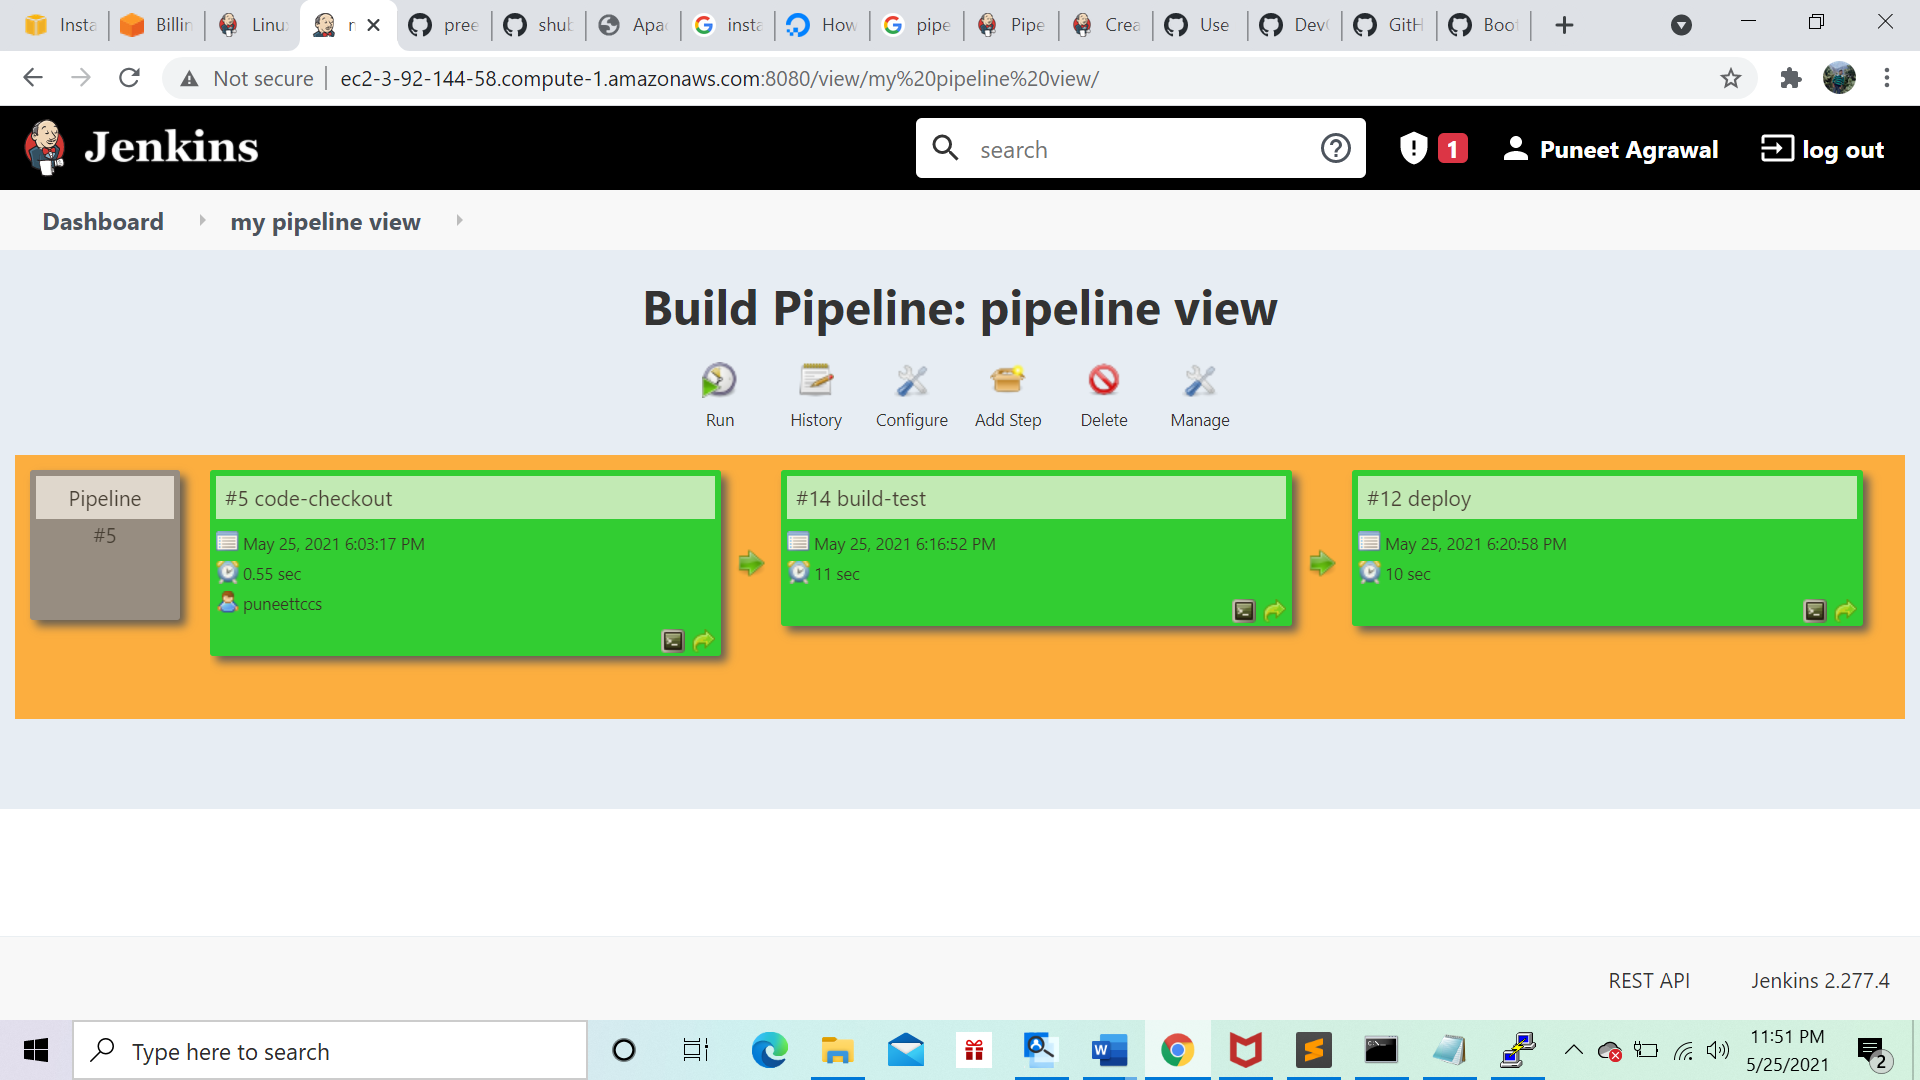 Insta
Billin
Linux
pree
shub
Apac
insta
How
pipe
Pipe
Crea
Use
Dev
GitH
Boot
Not secure
ec2-3-92-144-58.compute-1.amazonaws.com:8080/view/my%20pipeline%20view/
Jenkins
search
1
Puneet Agrawal
log out
Dashboard
my pipeline view
Build Pipeline: pipeline view
Run
History
Configure
Add Step
Delete
Manage
Pipeline
#5
#5 code-checkout
May 25, 2021 6:03:17 PM
0.55 sec
puneettccs
#14 build-test
May 25, 2021 6:16:52 PM
11 sec
#12 deploy
May 25, 2021 6:20:58 PM
10 sec
REST API
Jenkins 2.277.4
Type here to search
11:51 PM
5/25/2021
2